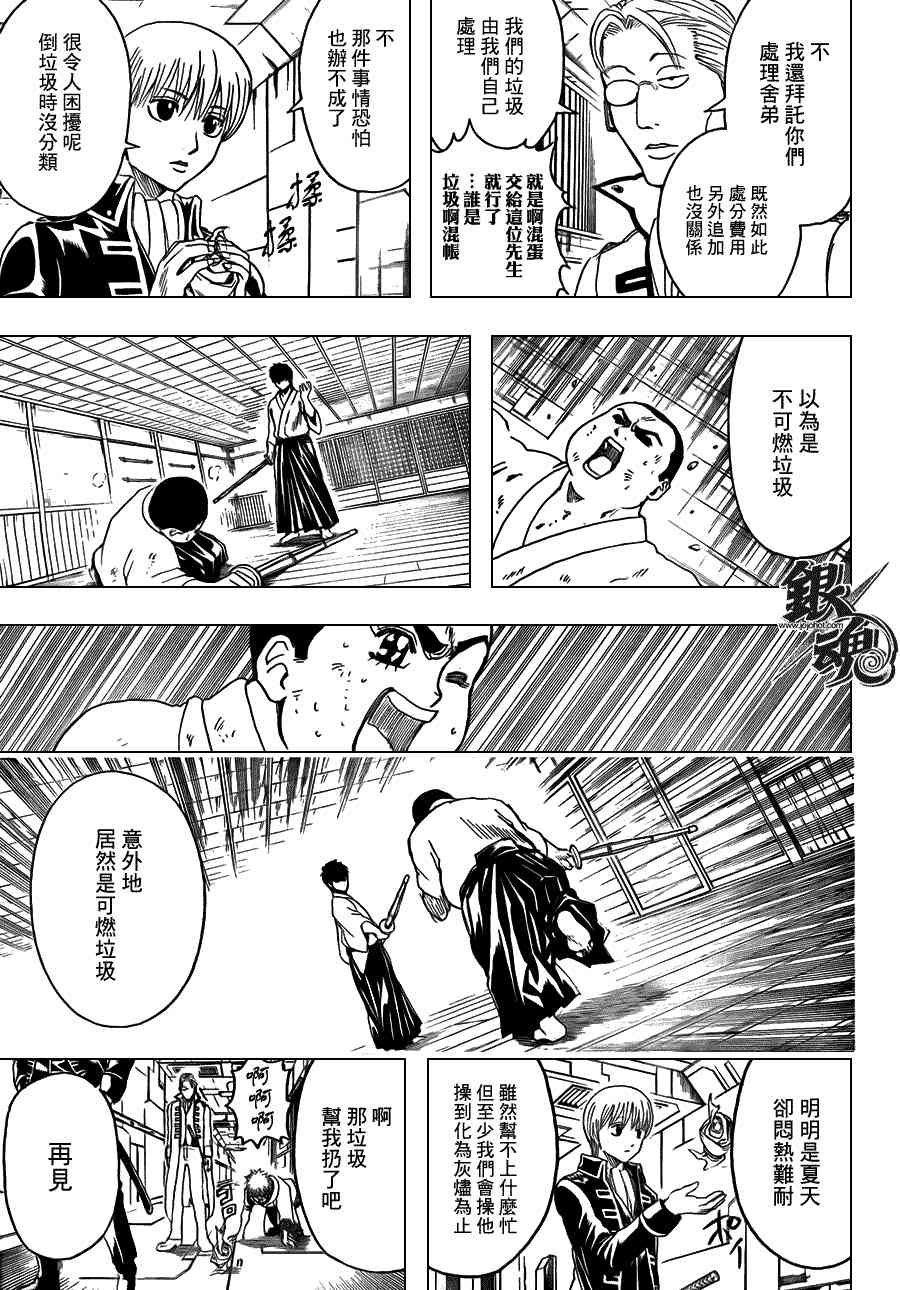 不
我還拜託你們
處理舍弟
既然如此
處分費用
另外追加
也沒關係
我們的垃圾
由我們自己
處理
就是啊混蛋
交給這位先生
就行了
…誰是
垃圾啊混帳
不
那件事情恐怕
也辦不成了
揉
揉
很令人困擾呢
倒垃圾時沒分類
以為是
不可燃垃圾
銀魂
www.jojohot.com
意外地
居然是可燃垃圾
明明是夏天
卻悶熱難耐
ポイ
雖然幫不上什麼忙
但至少我們會操他
操到化為灰燼為止
啊
那垃圾
幫我扔了吧
啊啊
啊啊
啊啊
再見